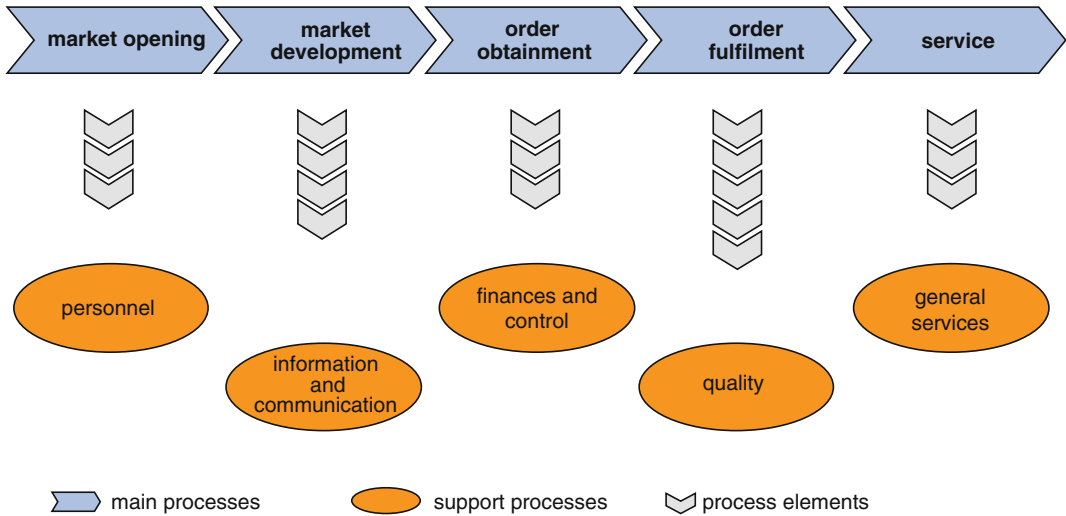 market opening
market
development
order
obtainment
order
fulfilment
service
personnel
information
and
communication
finances and
control
quality
general
services
main processes
support processes
process elements